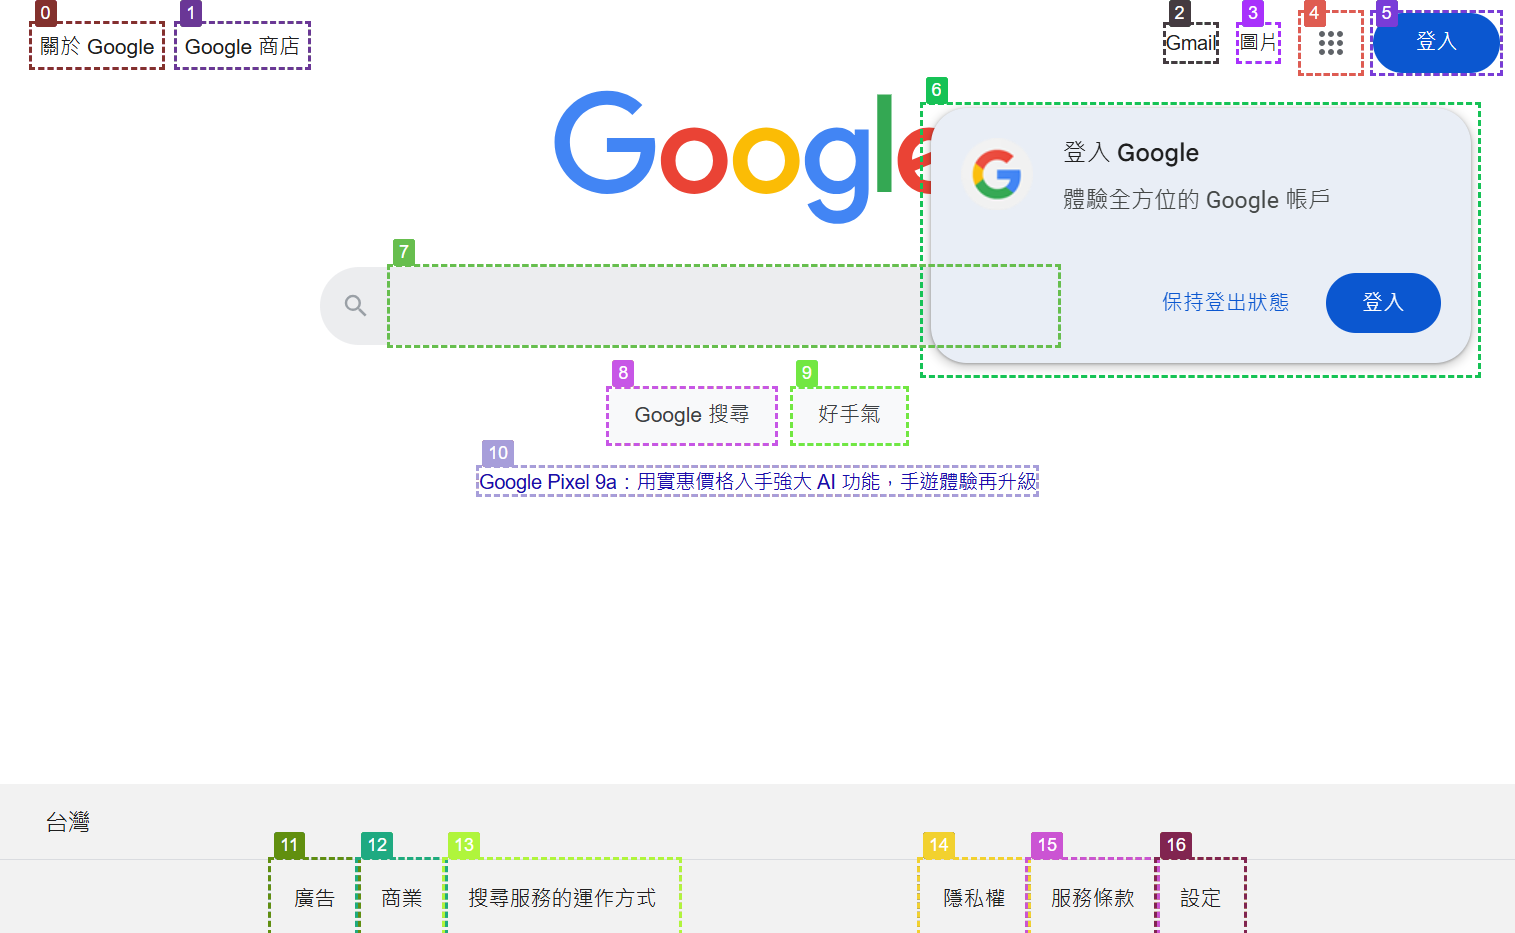 0
1
2
3
4
5
關於 Google
Google 商店
Gmail
圖片
登入
6
Google
登入 Google
體驗全方位的 Google 帳戶
7
保持登出狀態
登入
8
9
Google 搜尋
好手氣
10
Google Pixel 9a：用實惠價格入手強大 AI 功能，手遊體驗再升級
台灣
11
12
13
14
15
16
廣告
商業
搜尋服務的運作方式
隱私權
服務條款
設定